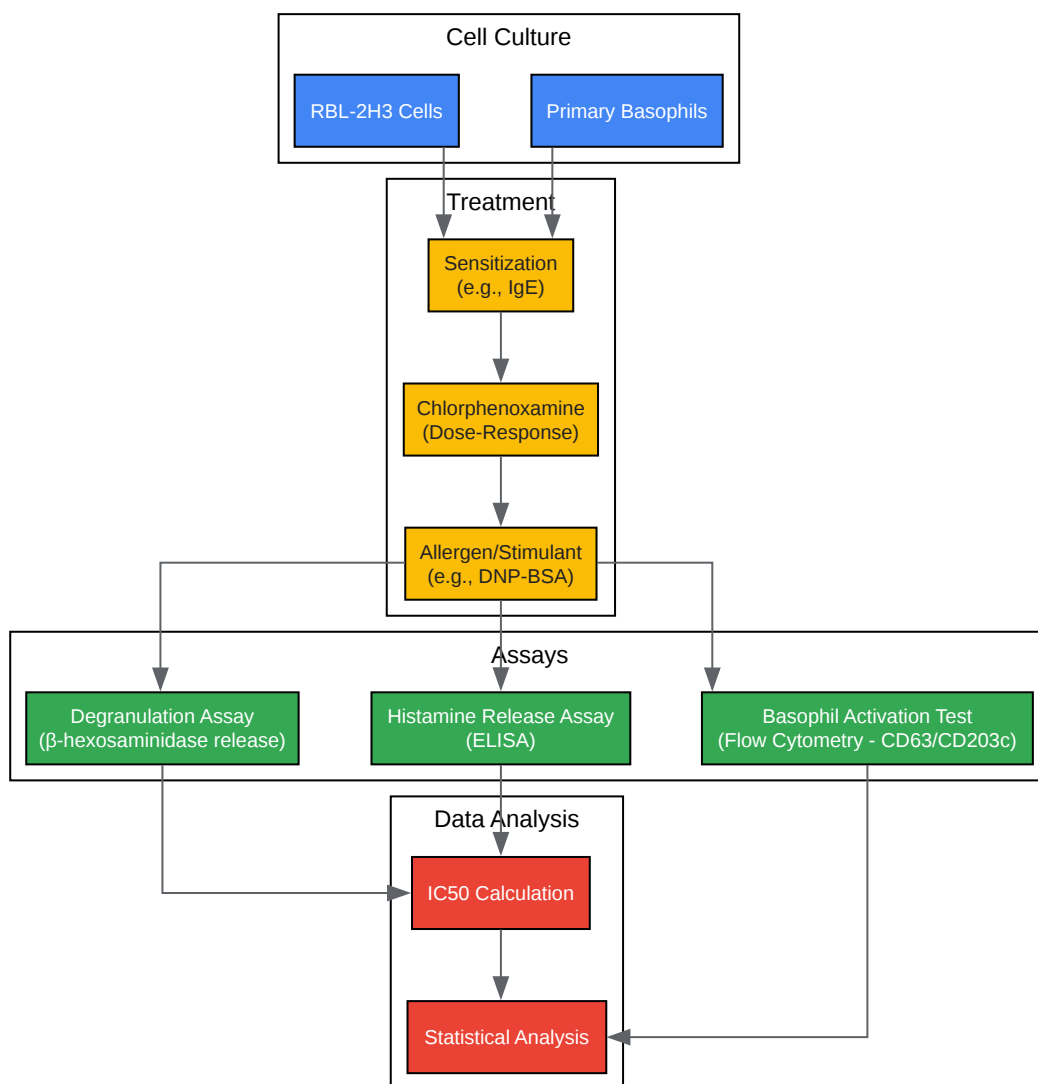 Cell Culture
RBL-2H3 Cells
Primary Basophils
Treatment
Sensitization
(e.g., IgE)
Chlorphenoxamine
(Dose-Response)
Allergen/Stimulant
(e.g., DNP-BSA)
Assays
Degranulation Assay
(β-hexosaminidase release)
Histamine Release Assay
(ELISA)
Basophil Activation Test
(Flow Cytometry - CD63/CD203c)
Data Analysis
IC50 Calculation
Statistical Analysis